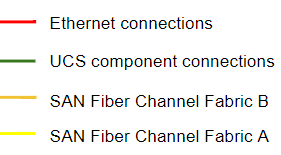 Ethernet connections
UCS component connections
SAN Fiber Channel Fabric B
SAN Fiber Channel Fabric A